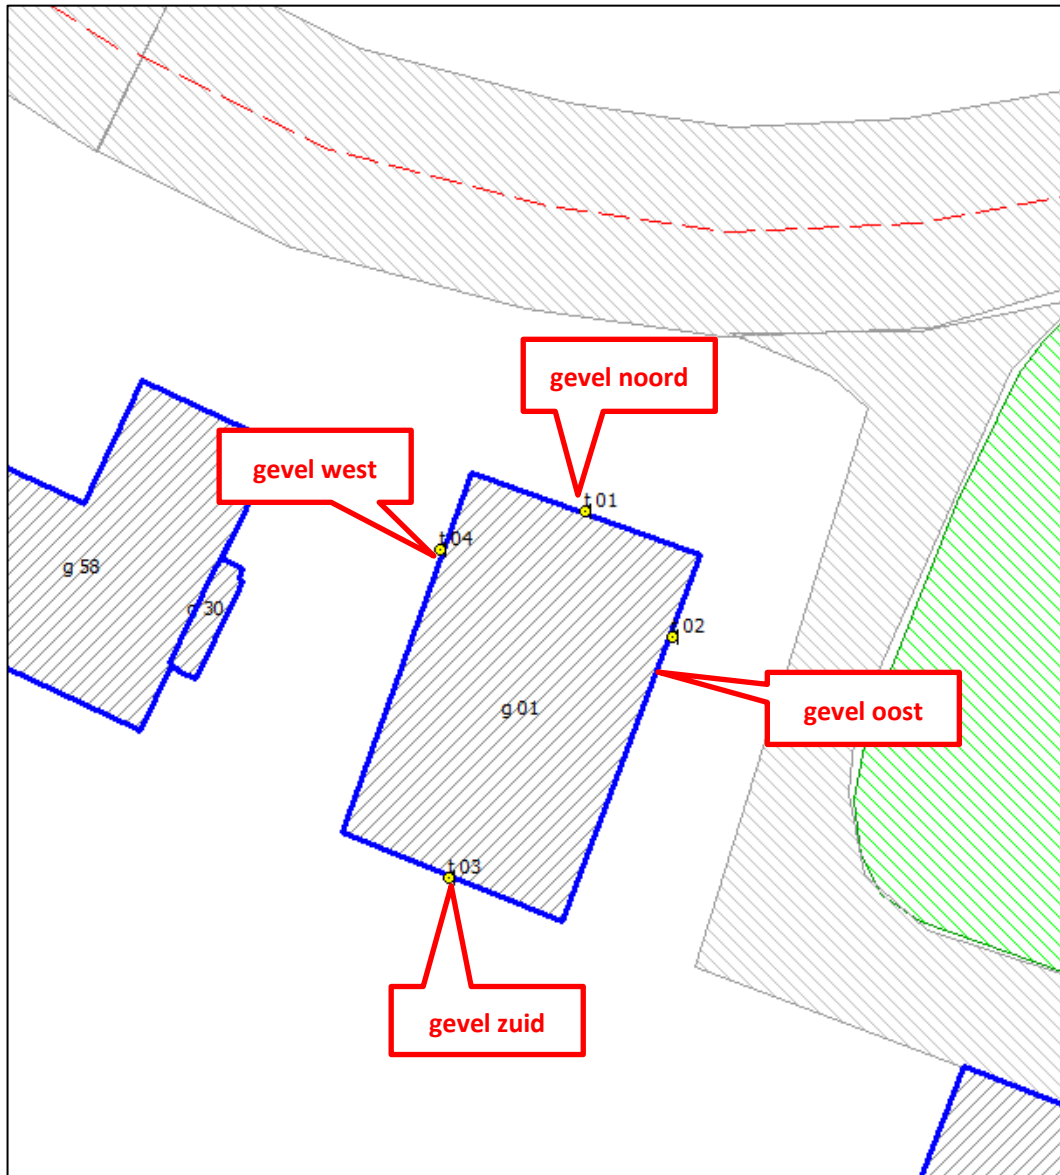 gevel noord
gevel west
t 01
t 04
g 58
g 30
t 02
g 01
gevel oost
t 03
gevel zuid